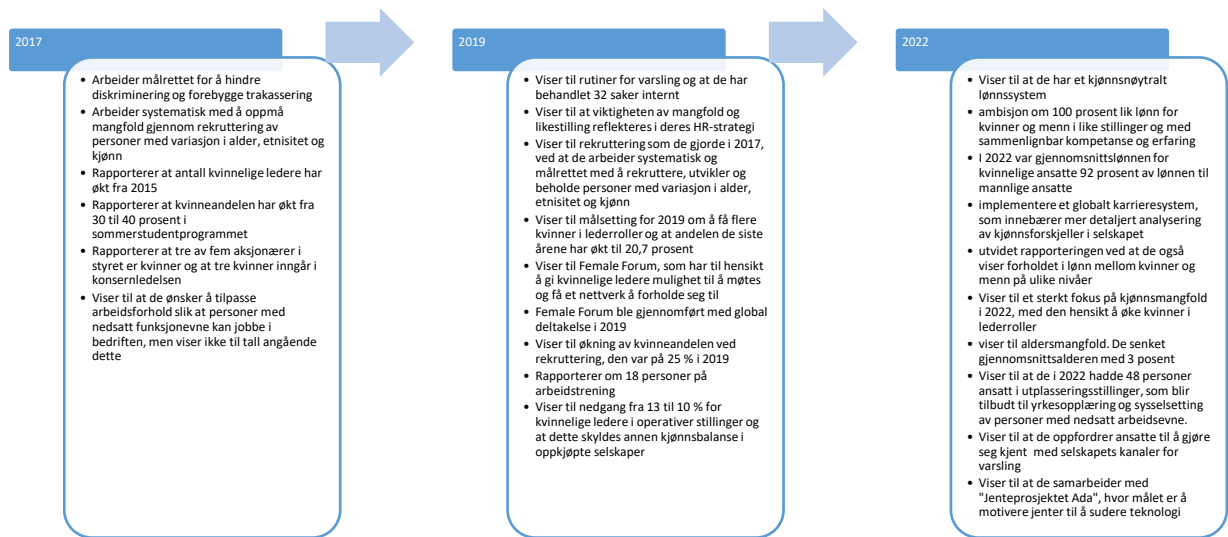 2017
• Arbeider målrettet for å hindre
diskriminering og forebygge trakassering
• Arbeider systematisk med å oppmå
mangfold gjennom rekruttering av
personer med variasjon i alder, etnisitet og
kjønn
• Rapporterer at antall kvinnelige ledere har
økt fra 2015
• Rapporterer at kvinneandelen har økt fra
30 til 40 prosent i
sommerstudentprogrammet
• Rapporterer at tre av fem aksjonærer i
styret er kvinner og at tre kvinner inngår i
konsernledelsen
• Viser til at de ønsker å tilpasse
arbeidsforhold slik at personer med
nedsatt funksjonevne kan jobbe i
bedriften, men viser ikke til tall angående
dette
2019
• Viser til rutiner for varsling og at de har
behandlet 32 saker internt
• Viser til at viktigheten av mangfold og
likestilling reflekteres i deres HR-strategi
• Viser til rekruttering som de gjorde i 2017,
ved at de arbeider systematisk og
målrettet med å rekruttere, utvikler og
beholde personer med variasjon i alder,
etnisitet og kjønn
• Viser til målsetting for 2019 om å få flere
kvinner i lederroller og at andelen de siste
årene har økt til 20,7 prosent
• Viser til Female Forum, som har til hensikt
å gi kvinnelige ledere mulighet til å møtes
og få et nettverk å forholde seg til
• Female Forum ble gjennomført med global
deltakelse i 2019
• Viser til økning av kvinneandelen ved
rekruttering, den var på 25 % i 2019
• Rapporterer om 18 personer på
arbeidstrening
• Viser til nedgang fra 13 til 10 % for
kvinnelige ledere i operativer stillinger og
at dette skyldes annen kjønnsbalanse i
oppkjøpte selskaper
2022
• Viser til at de har et kjønnsnøytralt
lønnssystem
• ambisjon om 100 prosent lik lønn for
kvinner og menn i like stillinger og med
sammenlignbar kompetanse og erfaring
• I 2022 var gjennomsnittslønnen for
kvinnelige ansatte 92 prosent av lønnen til
mannlige ansatte
• implementere et globalt karrieresystem,
som innebærer mer detaljert analysering
av kjønnsforskjeller i selskapet
• utvidet rapporteringen ved at de også
viser forholdet i lønn mellom kvinner og
menn på ulike nivåer
• Viser til et sterkt fokus på kjønnsmangfold
i 2022, med den hensikt å øke kvinner i
lederroller
• viser til aldersmangfold. De senket
gjennomsnittsalderen med 3 posent
• Viser til at de i 2022 hadde 48 personer
ansatt i utplasseringsstillinger, som blir
tilbudt til yrkesopplæring og sysselsetting
av personer med nedsatt arbeidsevne.
• Viser til at de oppfordrer ansatte til å gjøre
seg kjent med selskapets kanaler for
varsling
• Viser til at de samarbeider med
"Jenteprosjektet Ada", hvor målet er å
motivere jenter til å sudere teknologi